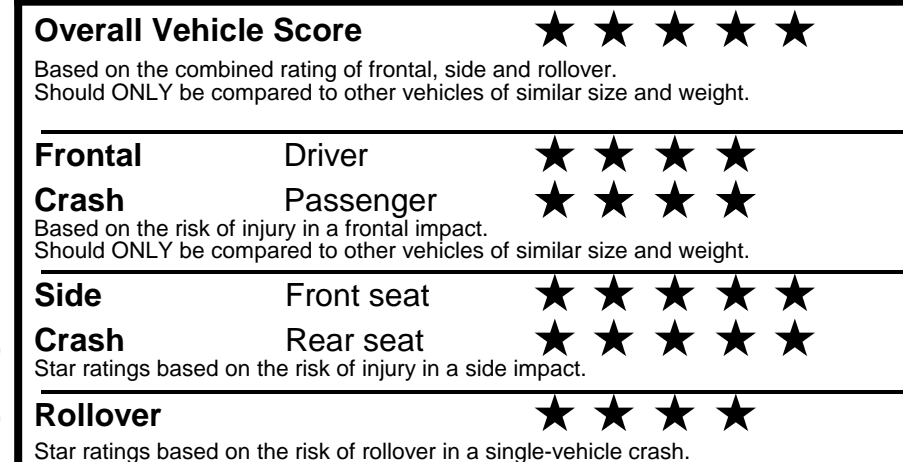 Overall Vehicle Score ★ ★ ★ ★ ★
Based on the combined rating of frontal, side and rollover.
Should ONLY be compared to other vehicles of similar size and weight.
Frontal Driver ★ ★ ★ ★
Crash Passenger ★ ★ ★ ★
Based on the risk of injury in a frontal impact.
Should ONLY be compared to other vehicles of similar size and weight.
Side Front seat ★ ★ ★ ★ ★
Crash Rear seat ★ ★ ★ ★ ★
Star ratings based on the risk of injury in a side impact.
Rollover ★ ★ ★ ★
Star ratings based on the risk of rollover in a single-vehicle crash.